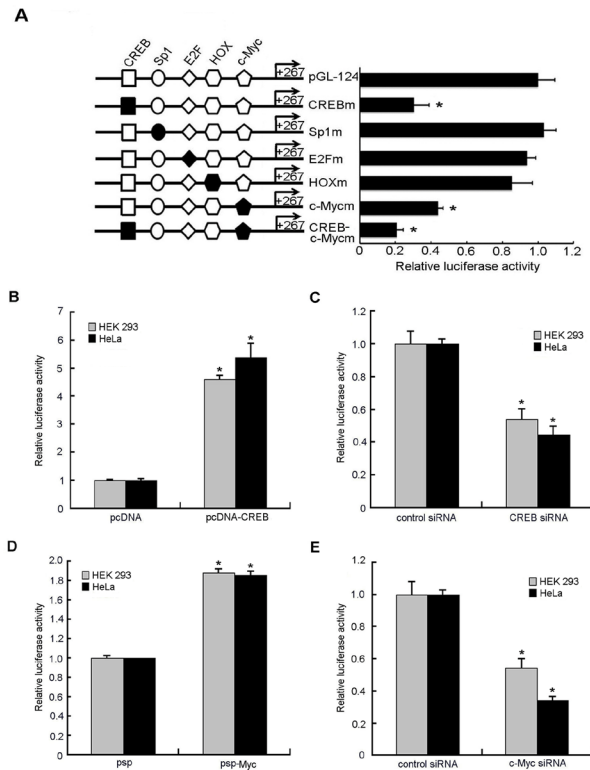 A
CREB
Sp1
E2F
HOX
c-Myc
+267 pGL-124
+267 CREBm
+267 Sp1m
+267 E2Fm
+267 HOXm
+267 c-Mycm
+267 CREB-
c-Mycm
*
*
*
0 0.2 0.4 0.6 0.8 1.0 1.2
Relative luciferase activity
B
Relative luciferase activity
7
6
5
4
3
2
1
0
HEK 293
HeLa
* *
pcDNA pcDNA-CREB
C
Relative luciferase activity
1.2
1.0
0.8
0.6
0.4
0.2
0
HEK 293
HeLa
* *
control siRNA CREB siRNA
D
Relative luciferase activity
2.0
1.8
1.6
1.4
1.2
1.0
0.8
0.6
0.4
0.2
0
HEK 293
HeLa
* *
psp psp-Myc
E
Relative luciferase activity
1.2
1.0
0.8
0.6
0.4
0.2
0
HEK 293
HeLa
* *
control siRNA c-Myc siRNA